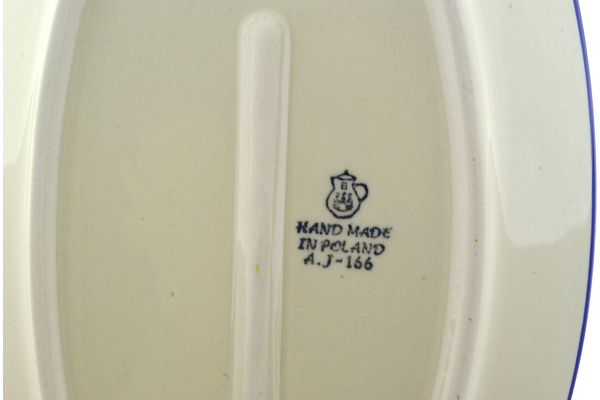 B
HAND MADE
IN POLAND
A.J-166